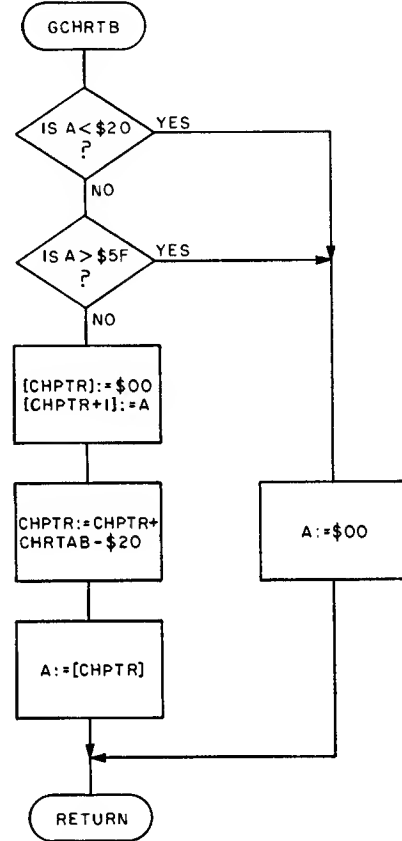 GCHRTB
IS A<$20
?
YES
NO
IS A>$5F
?
YES
NO
[CHPTR]:=$00
[CHPTR+1]:=A
CHPTR:=CHPTR+
CHRTAB-$20
A:=$00
A:=[CHPTR]
RETURN